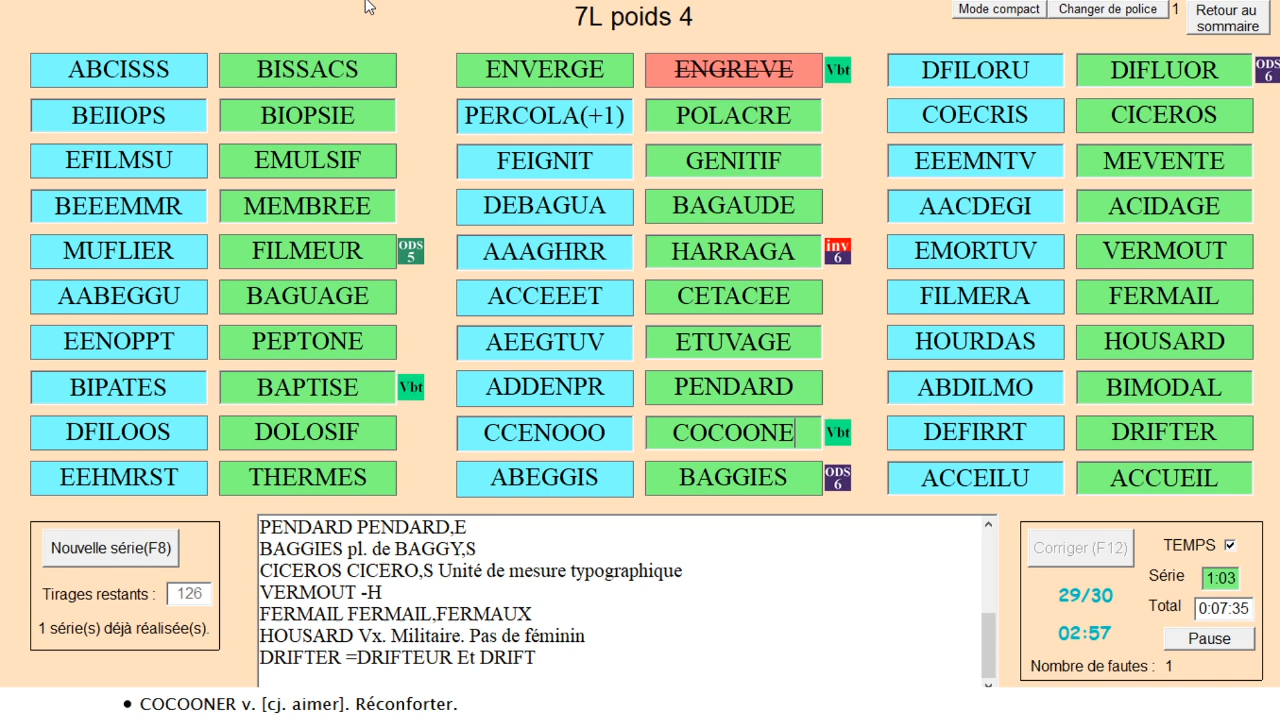 7L poids 4
Mode compact Changer de police 1 Retour au sommaire
ABCISSS BISSACS ENVERGE ENGREVE Vbt DFILORU DIFLUOR ODS 6
BEIIOPS BIOPSIE PERCOLA(+1) POLACRE COECRIS CICEROS
EFILMSU EMULSIF FEIGNIT GENITIF EEEMNTV MEVENTE
BEEEMMR MEMBREE DEBAGUA BAGAUDE AACDEGI ACIDAGE
MUFLIER FILMEUR ODS 5 AAAGHRR HARRAGA inv 6 EMORTUV VERMOUT
AABEGGU BAGUAGE ACCEEET CETACEE FILMERA FERMAIL
EENOPPT PEPTONE AEEGTUV ETUVAGE HOURDAS HOUSARD
BIPATES BAPTISE Vbt ADDENPR PENDARD ABDILMO BIMODAL
DFILOOS DOLOSIF CCENOOO COCOONE Vbt DEFIRRT DRIFTER
EEHMRST THERMES ABEGGIS BAGGIES ODS 6 ACCEILU ACCUEIL
Nouvelle série(F8)
Tirages restants : 126
1 série(s) déjà réalisée(s).
PENDARD PENDARD,E
BAGGIES pl. de BAGGY,S
CICEROS CICERO,S Unité de mesure typographique
VERMOUT -H
FERMAIL FERMAIL,FERMAUX
HOUSARD Vx. Militaire. Pas de féminin
DRIFTER =DRIFTEUR Et DRIFT
Corriger (F12) TEMPS
Série 1:03
29/30
Total 0:07:35
02:57
Pause
Nombre de fautes : 1
• COCOONER v. [cj. aimer]. Réconforter.